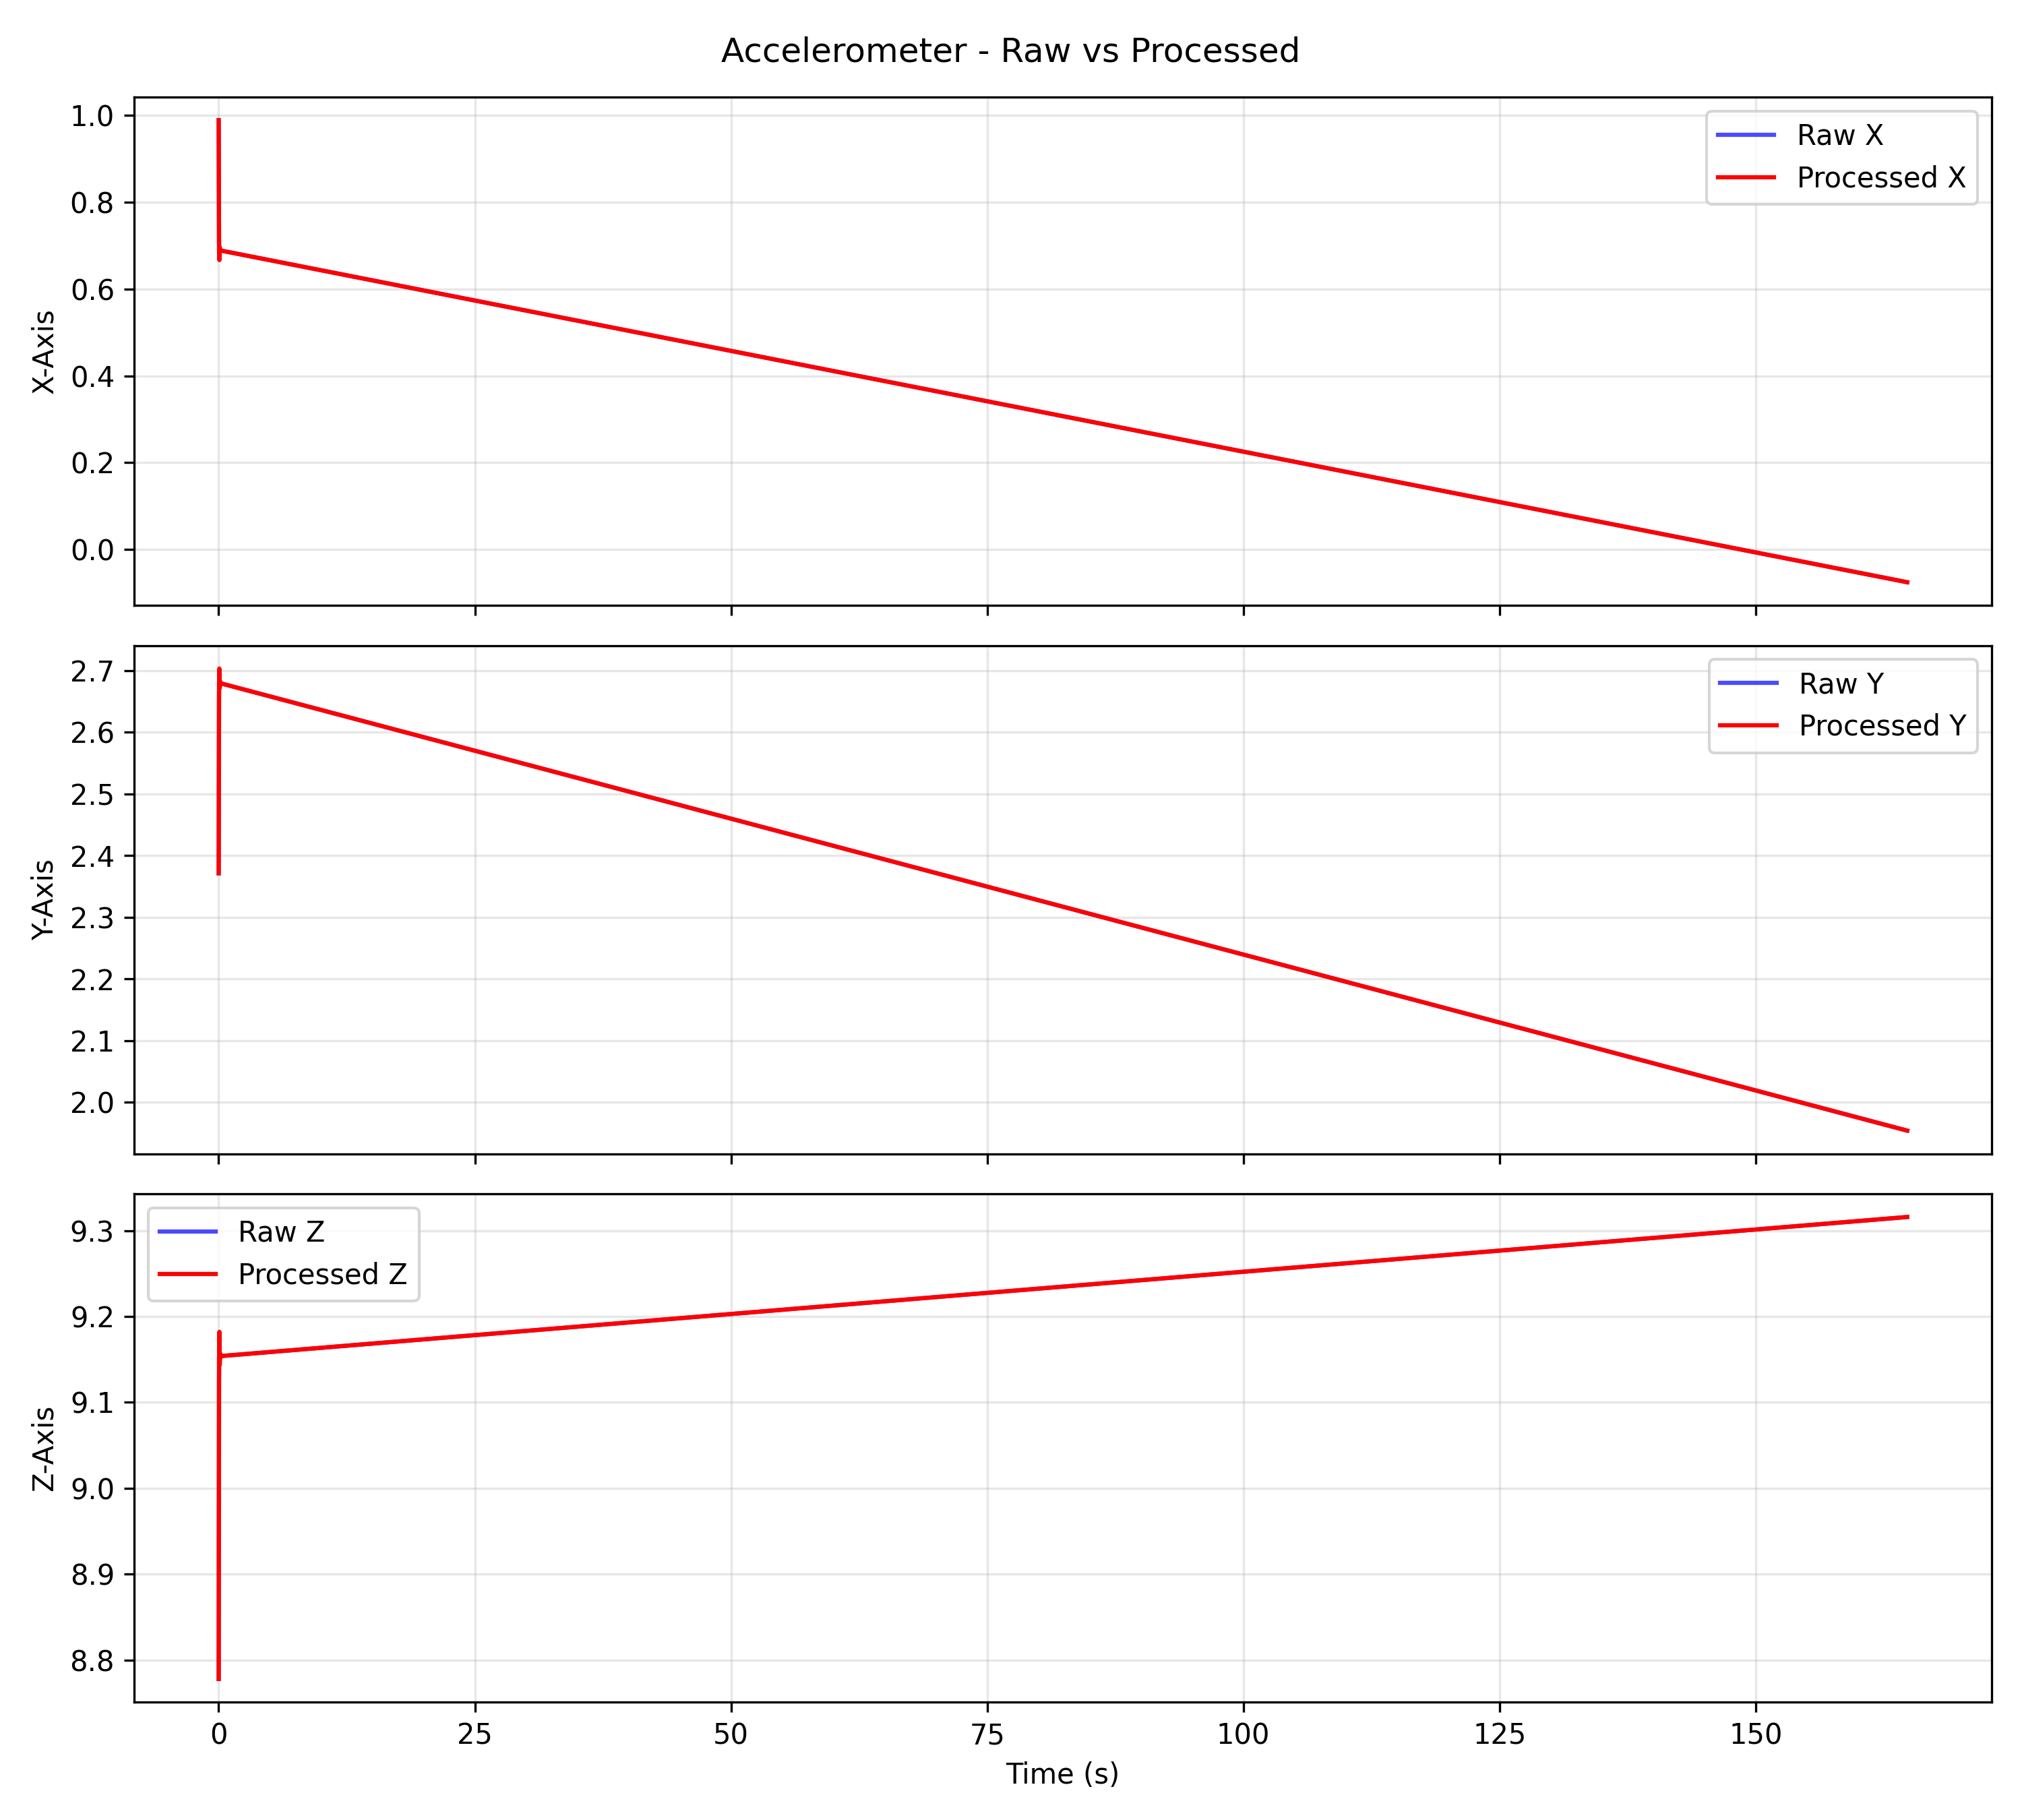 Accelerometer - Raw vs Processed
1.0
0.8
0.6
0.4
0.2
0.0
X-Axis
Raw X
Processed X
2.7
2.6
2.5
2.4
2.3
2.2
2.1
2.0
Y-Axis
Raw Y
Processed Y
9.3
9.2
9.1
9.0
8.9
8.8
Z-Axis
Raw Z
Processed Z
0 25 50 75 100 125 150
Time (s)